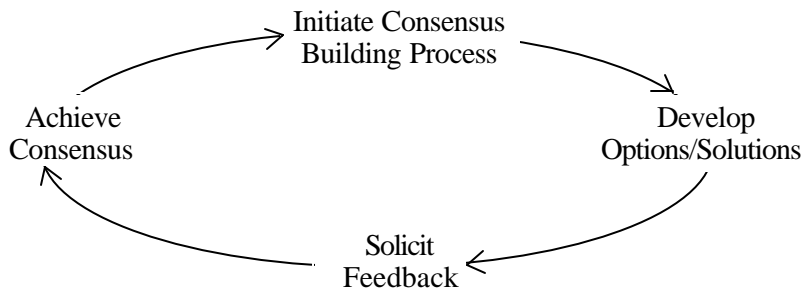 Initiate Consensus
Building Process
Achieve
Consensus
Develop
Options/Solutions
Solicit
Feedback